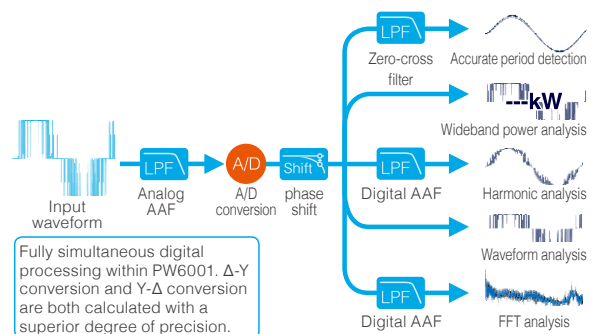 LPF
Zero-cross
filter
Accurate period detection
---kW
Wideband power analysis
Input
waveform
LPF
Analog
AAF
A/D
A/D
conversion
Shift
phase
shift
LPF
Digital AAF
Harmonic analysis
Waveform analysis
LPF
Digital AAF
FFT analysis
Fully simultaneous digital
processing within PW6001. Δ-Y
conversion and Y-Δ conversion
are both calculated with a
superior degree of precision.